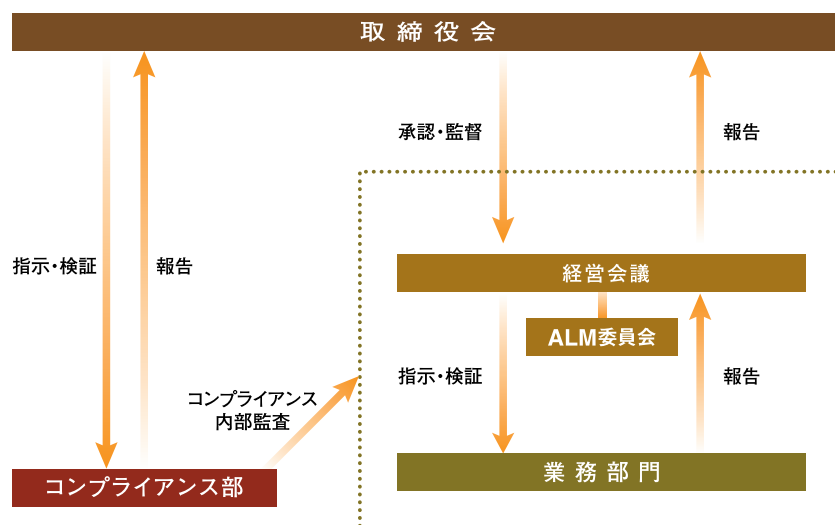 取締役会
承認・監督
報告
指示・検証
報告
経営会議
ALM委員会
指示・検証
報告
コンプライアンス
内部監査
コンプライアンス部
業務部門